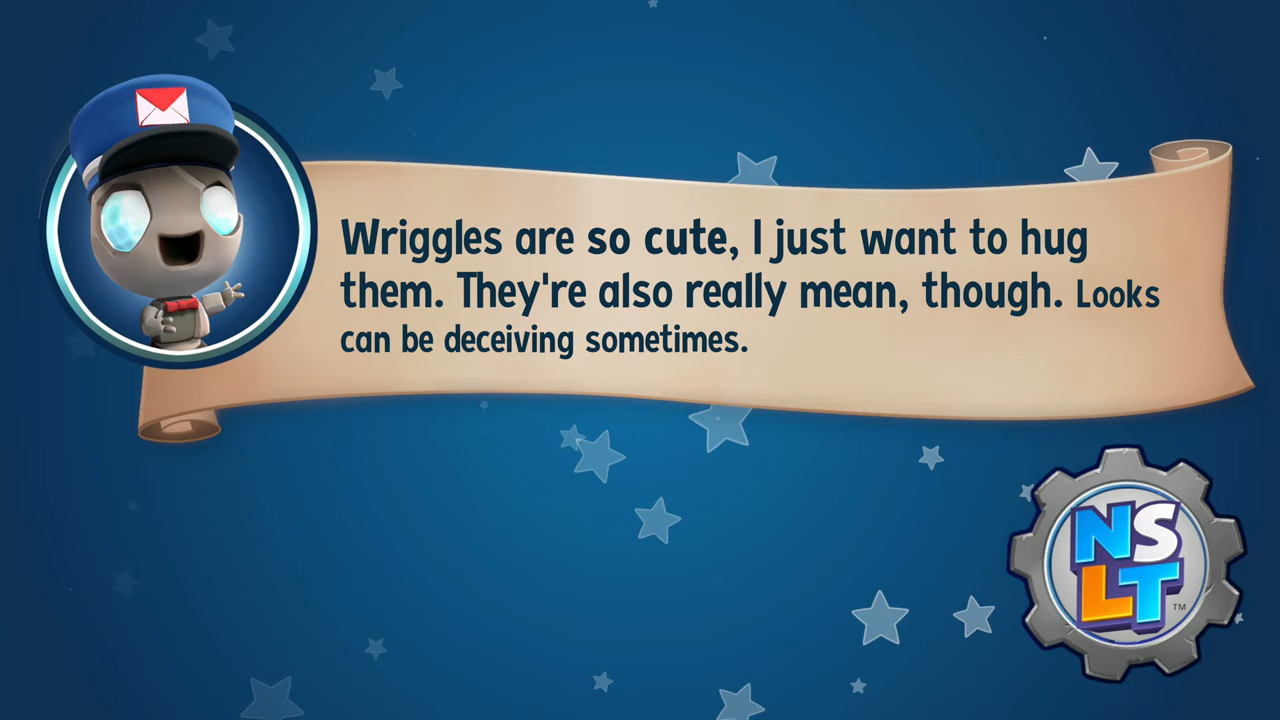 Wriggles are so cute, I just want to hug
them. They're also really mean, though. Looks
can be deceiving sometimes.
NS
LT
TM